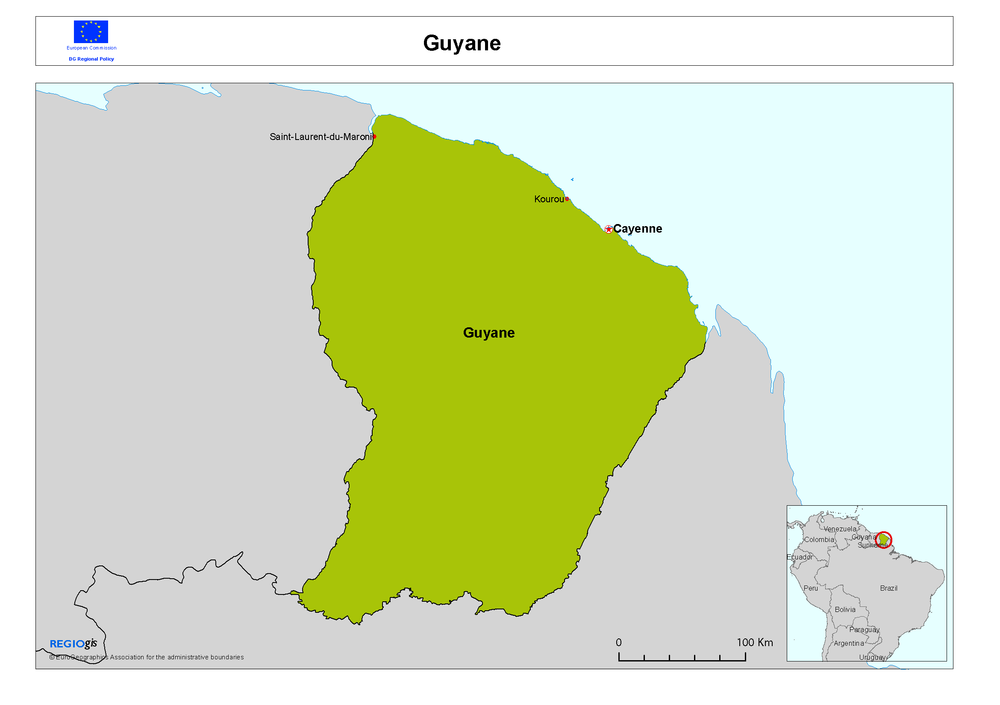 European Commission
DG Regional Policy
Guyane
Saint-Laurent-du-Maroni
Kourou
Cayenne
Guyane
Venezuela
Guyana
Colombia
Suriname
Ecuador
Peru
Brazil
Bolivia
Paraguay
Argentina
Uruguay
0 100 Km
REGIOgis
© EuroGeographics Association for the administrative boundaries